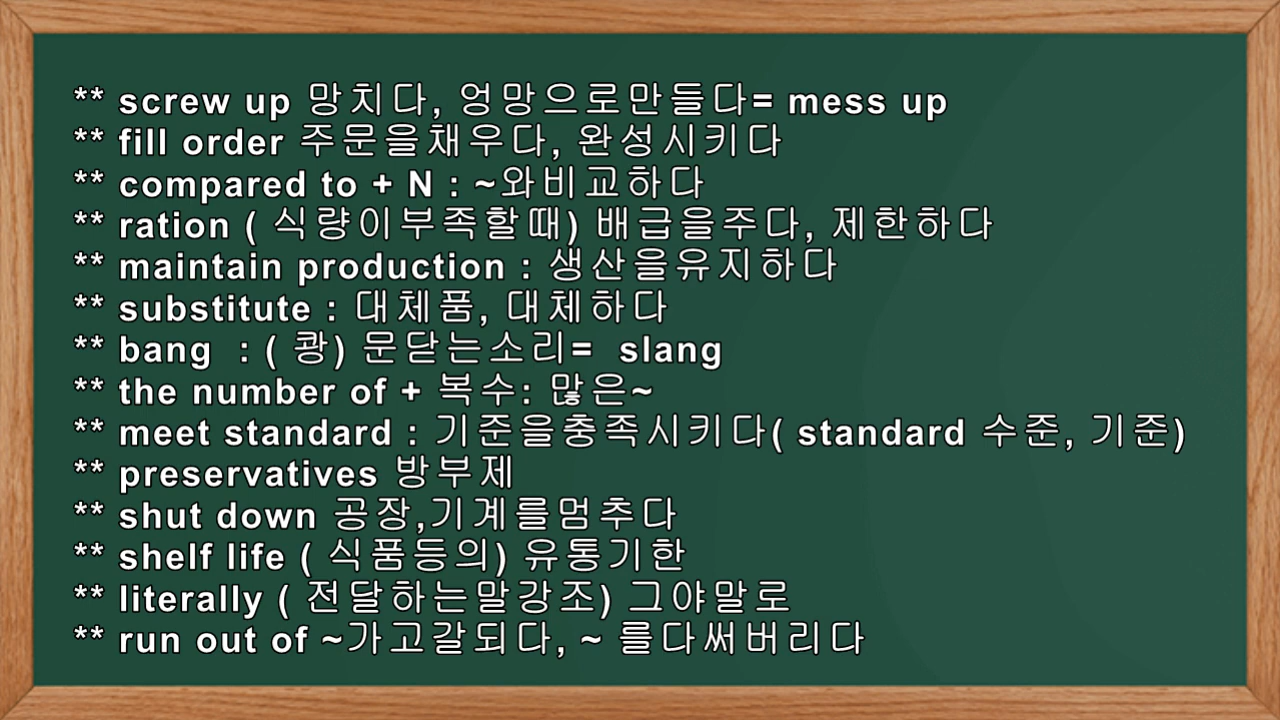 ** screw up 망치다, 엉망으로만들다= mess up
** fill order 주문을채우다, 완성시키다
** compared to + N : ~와비교하다
** ration ( 식량이부족할때) 배급을주다, 제한하다
** maintain production : 생산을유지하다
** substitute : 대체품, 대체하다
** bang : ( 쾅) 문닫는소리= slang
** the number of + 복수: 많은~
** meet standard : 기준을충족시키다( standard 수준, 기준)
** preservatives 방부제
** shut down 공장,기계를멈추다
** shelf life ( 식품등의) 유통기한
** literally ( 전달하는말강조) 그야말로
** run out of ~가고갈되다, ~ 를다써버리다